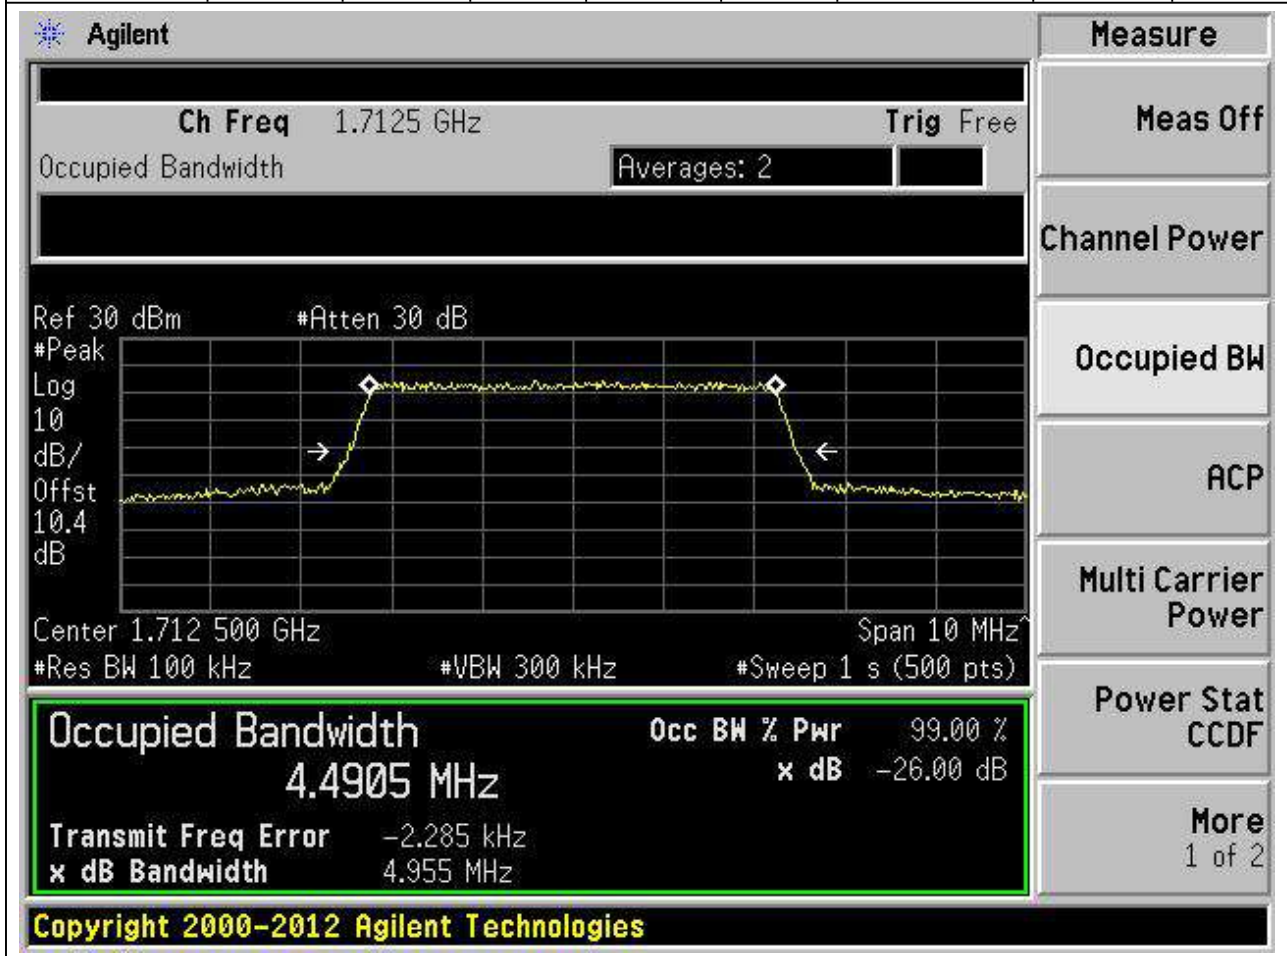 Agilent
Measure
Ch Freq 1.7125 GHz Trig Free
Meas Off
Occupied Bandwidth Averages: 2
Channel Power
Ref 30 dBm #Atten 30 dB
#Peak
Log
10
dB/
Offst
10.4
dB
Occupied BW
ACP
Multi Carrier
Power
Center 1.712 500 GHz Span 10 MHz^
#Res BW 100 kHz #VBW 300 kHz #Sweep 1 s (500 pts)
Power Stat
CCDF
Occupied Bandwidth Occ BW % Pwr 99.00 %
4.4905 MHz x dB -26.00 dB
Transmit Freq Error -2.285 kHz
x dB Bandwidth 4.955 MHz
More
1 of 2
Copyright 2000-2012 Agilent Technologies